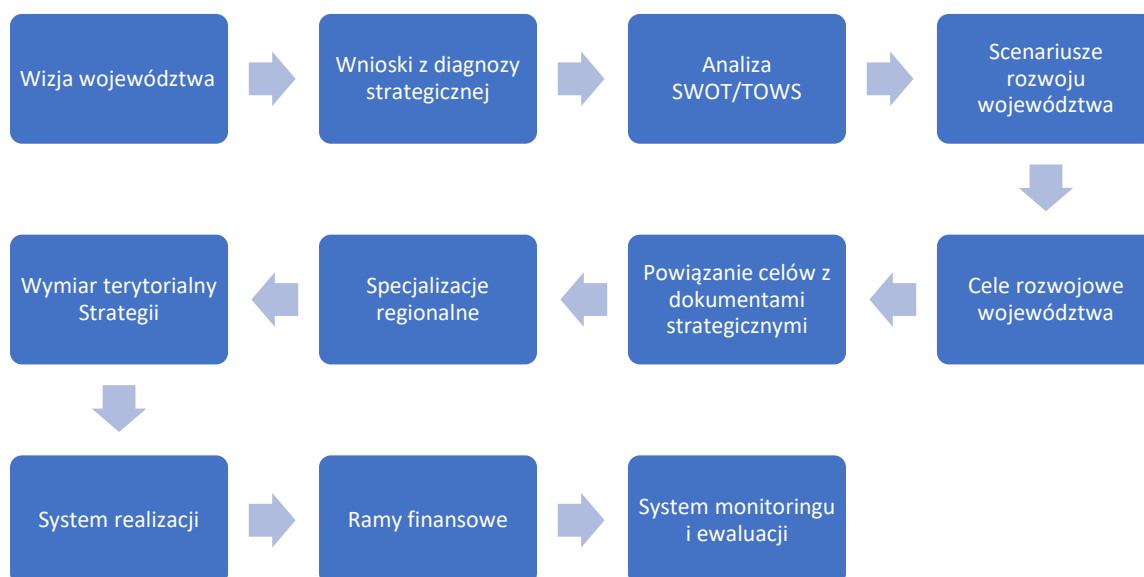 Wizja województwa
Wnioski z diagnozy
strategicznej
Analiza
SWOT/TOWS
Scenariusze
rozwoju
województwa
Cele rozwojowe
województwa
Powiązanie celów z
dokumentami
strategicznymi
Specjalizacje
regionalne
Wymiar terytorialny
Strategii
System realizacji
Ramy finansowe
System monitoringu
i ewaluacji